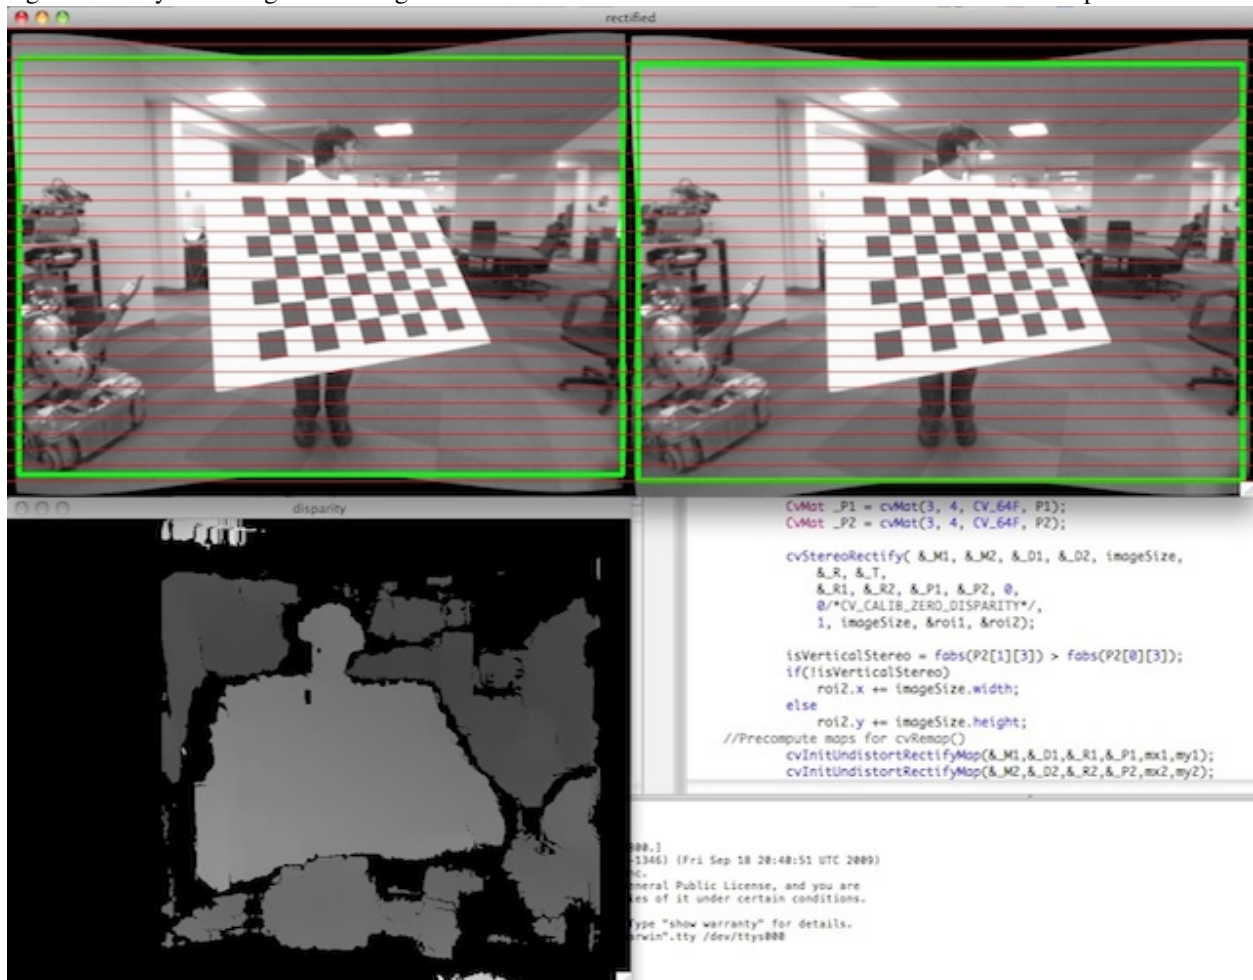 rectified
disparity
CvMat _P1 = cvMat(3, 4, CV_64F, P1);
CvMat _P2 = cvMat(3, 4, CV_64F, P2);
cvStereoRectify( &_M1, &_M2, &_D1, &_D2, imageSize,
&_R, &_T,
&_R1, &_R2, &_P1, &_P2, 0,
0/*CV_CALIB_ZERO_DISPARITY*/,
1, imageSize, &roi1, &roi2);
isVerticalStereo = fabs(P2[1][3]) > fabs(P2[0][3]);
if(!isVerticalStereo)
roi2.x += imageSize.width;
else
roi2.y += imageSize.height;
//Precompute maps for cvRemap()
cvInitUndistortRectifyMap(&_M1,&_D1,&_R1,&_P1,mx1,my1);
cvInitUndistortRectifyMap(&_M2,&_D2,&_R2,&_P2,mx2,my2);
-1346) (Fri Sep 18 20:40:51 UTC 2009)
nc.
eneral Public License, and you are
ies of it under certain conditions.
Type "show warranty" for details.
arwin".tty /dev/ttys000